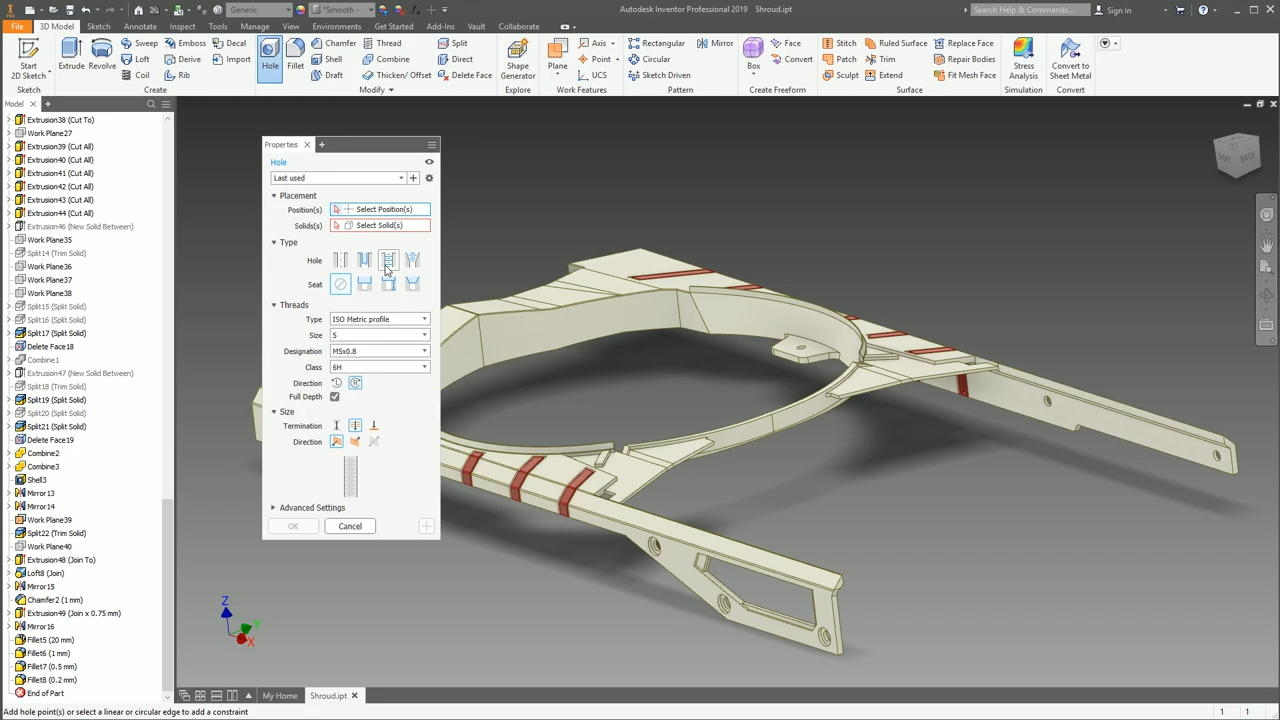 Generic
*Smooth -
Autodesk Inventor Professional 2019 Shroud.ipt
Search Help & Commands...
Sign In
File 3D Model Sketch Annotate Inspect Tools Manage View Environments Get Started Add-Ins Vault Collaborate
Start
2D Sketch
Extrude
Revolve
Sweep
Emboss
Decal
Loft
Derive
Import
Coil
Rib
Hole
Fillet
Chamfer
Thread
Split
Shell
Combine
Direct
Draft
Thicken/ Offset
Delete Face
Shape
Generator
Plane
Axis
Point
UCS
Rectangular
Mirror
Circular
Sketch Driven
Box
Face
Convert
Stitch
Ruled Surface
Replace Face
Patch
Trim
Repair Bodies
Sculpt
Extend
Fit Mesh Face
Stress
Analysis
Convert to
Sheet Metal
Sketch
Create
Modify
Explore
Work Features
Pattern
Create Freeform
Surface
Simulation
Convert
Model
Extrusion38 (Cut To)
Work Plane27
Extrusion39 (Cut All)
Extrusion40 (Cut All)
Extrusion41 (Cut All)
Extrusion42 (Cut All)
Extrusion43 (Cut All)
Extrusion44 (Cut All)
Extrusion46 (New Solid Between)
Work Plane35
Split14 (Trim Solid)
Work Plane36
Work Plane37
Work Plane38
Split15 (Split Solid)
Split16 (Split Solid)
Split17 (Split Solid)
Delete Face18
Combine1
Extrusion47 (New Solid Between)
Split18 (Trim Solid)
Split19 (Split Solid)
Split20 (Split Solid)
Split21 (Split Solid)
Delete Face19
Combine2
Combine3
Shell3
Mirror13
Mirror14
Work Plane39
Split22 (Trim Solid)
Work Plane40
Extrusion48 (Join To)
Loft8 (Join)
Mirror15
Chamfer2 (1 mm)
Extrusion49 (Join x 0.75 mm)
Mirror16
Fillet5 (20 mm)
Fillet6 (1 mm)
Fillet7 (0.5 mm)
Fillet8 (0.2 mm)
End of Part
Properties
Hole
Last used
Placement
Position(s) Select Position(s)
Solids(s) Select Solid(s)
Type
Hole
Seat
Threads
Type ISO Metric profile
Size 5
Designation M5x0.8
Class 6H
Direction
Full Depth
Size
Termination
Direction
Advanced Settings
OK Cancel
BACK
Z
Y
X
My Home Shroud.ipt
Add hole point(s) or select a linear or circular edge to add a constraint
1 1